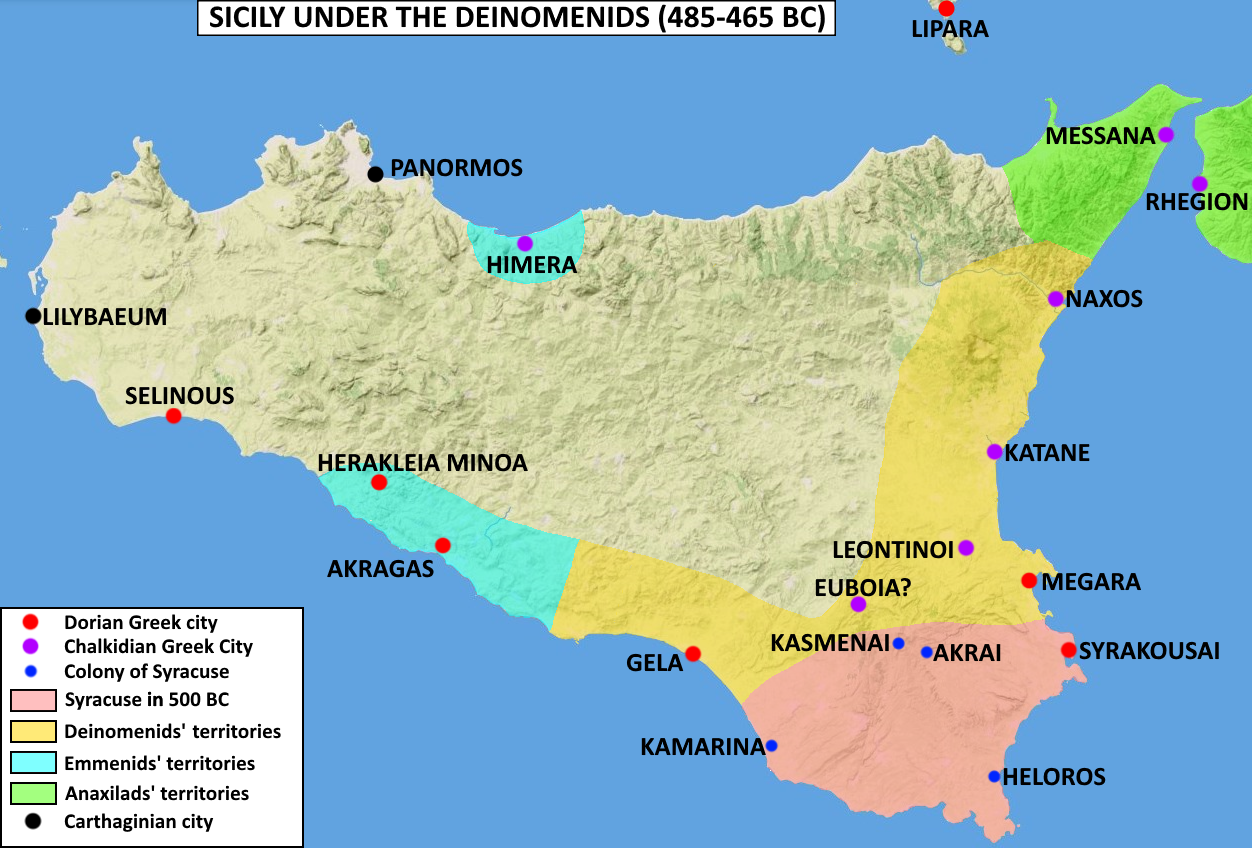 SICILY UNDER THE DEINOMENIDS (485-465 BC)
LIPARA
MESSANA
PANORMOS
RHEGION
HIMERA
NAXOS
LILYBAEUM
SELINOUS
KATANE
HERAKLEIA MINOA
LEONTINOI
AKRAGAS
MEGARA
EUBOIA?
KASMENAI
AKRAI
SYRAKOUSAI
GELA
KAMARINA
HELOROS
Dorian Greek city
Chalkidian Greek City
Colony of Syracuse
Syracuse in 500 BC
Deinomenids' territories
Emmenids' territories
Anaxilads' territories
Carthaginian city